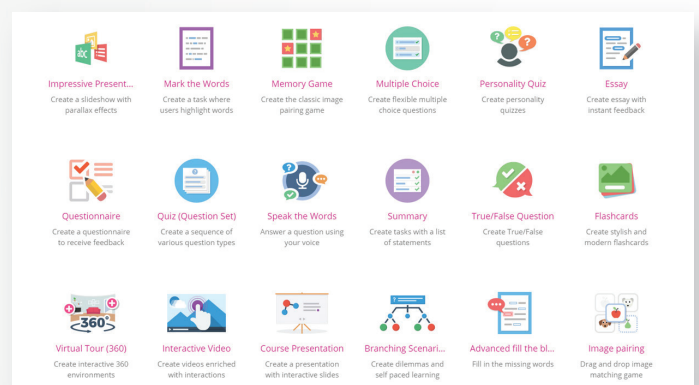 Impressive Present...
Create a slideshow with
parallax effects
Mark the Words
Create a task where
users highlight words
Memory Game
Create the classic image
pairing game
Multiple Choice
Create flexible multiple
choice questions
Personality Quiz
Create personality
quizzes
Essay
Create essay with
instant feedback
Questionnaire
Create a questionnaire
to receive feedback
Quiz (Question Set)
Create a sequence of
various question types
Speak the Words
Answer a question using
your voice
Summary
Create tasks with a list
of statements
True/False Question
Create True/False
questions
Flashcards
Create stylish and
modern flashcards
360°
Virtual Tour (360)
Create interactive 360
environments
Interactive Video
Create videos enriched
with interactions
Course Presentation
Create a presentation
with interactive slides
Branching Scenari...
Create dilemmas and
self paced learning
Advanced fill the bl...
Fill in the missing words
Image pairing
Drag and drop image
matching game